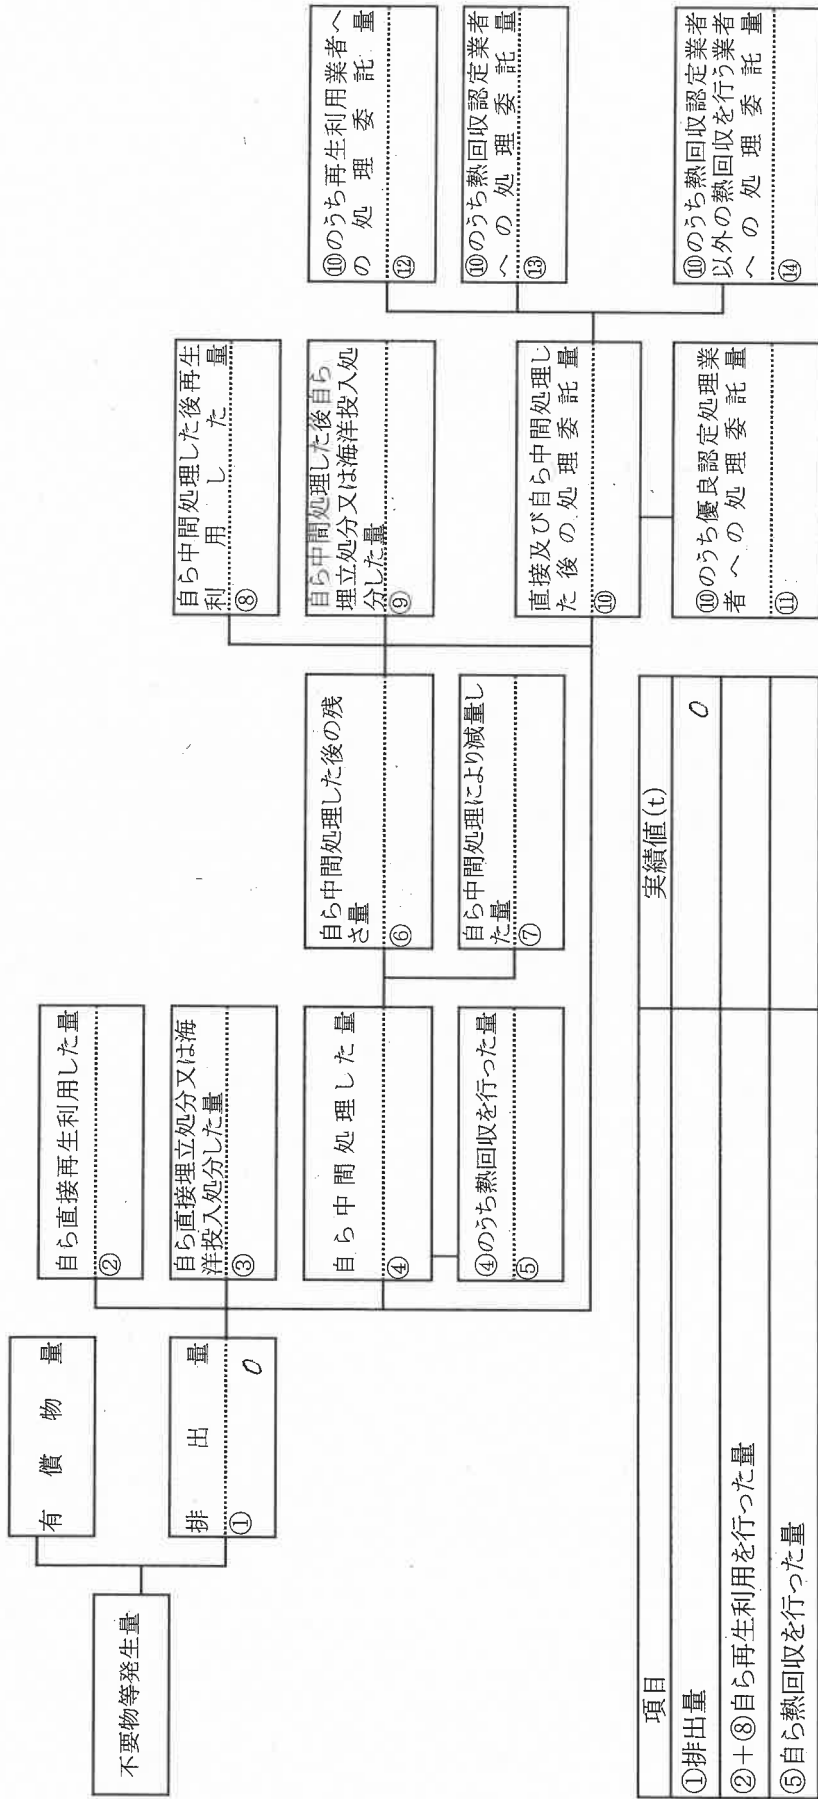 不要物等発生量
有償物量
排出量
①
0
自ら直接再生利用した量
②
自ら直接埋立処分又は海
洋投入処分した量
③
自ら中間処理した量
④
④のうち熱回収を行った量
⑤
自ら中間処理した後の残
さ量
⑥
自ら中間処理により減量し
た量
⑦
自ら中間処理した後再生
利用した量
⑧
自ら中間処理した後自ら
埋立処分又は海洋投入処
分した量
⑨
直接及び自ら中間処理し
た後の処理委託量
⑩
⑩のうち優良認定処理業
者への処理委託量
⑪
⑩のうち再生利用業者へ
の処理委託量
⑫
⑩のうち熱回収認定業者
への処理委託量
⑬
⑩のうち熱回収認定業者
以外の熱回収を行う業者
への処理委託量
⑭
項目 実績値(t)
①排出量 0
②+⑧自ら再生利用を行った量
⑤自ら熱回収を行った量